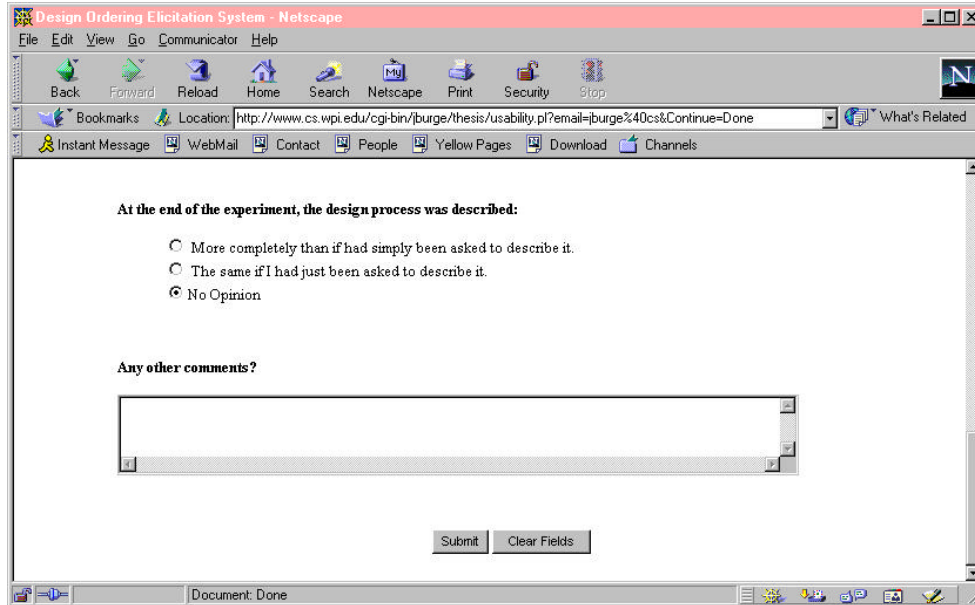 Design Ordering Elicitation System - Netscape
File Edit View Go Communicator Help
Back Forward Reload Home Search Netscape Print Security Stop
My
N
Bookmarks Location: http://www.cs.wpi.edu/cgi-bin/jburge/thesis/usability.pl?email=jburge%40cs&Continue=Done What's Related
Instant Message WebMail Contact People Yellow Pages Download Channels
At the end of the experiment, the design process was described:
More completely than if had simply been asked to describe it.
The same if I had just been asked to describe it.
No Opinion
Any other comments?
Submit Clear Fields
Document: Done